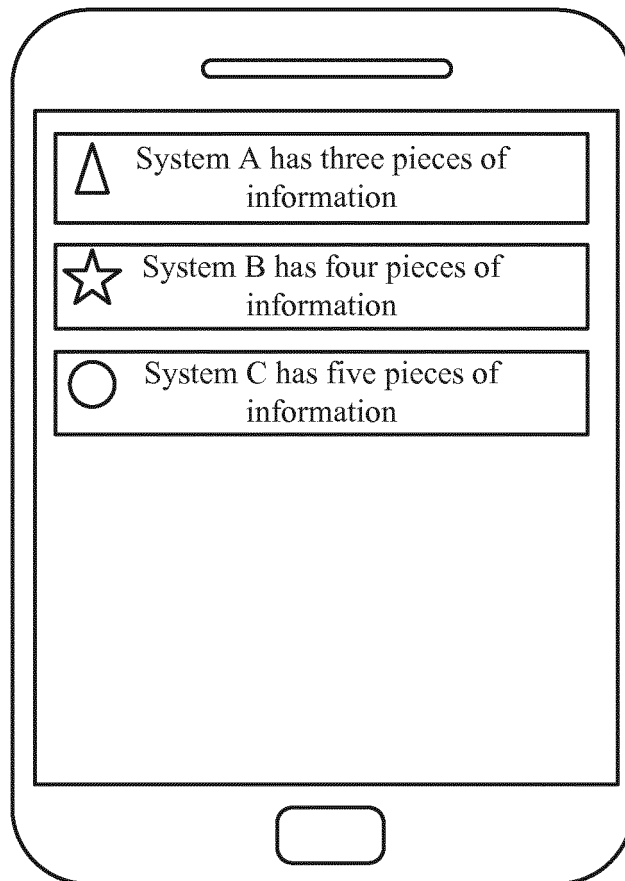 System A has three pieces of
information
System B has four pieces of
information
System C has five pieces of
information